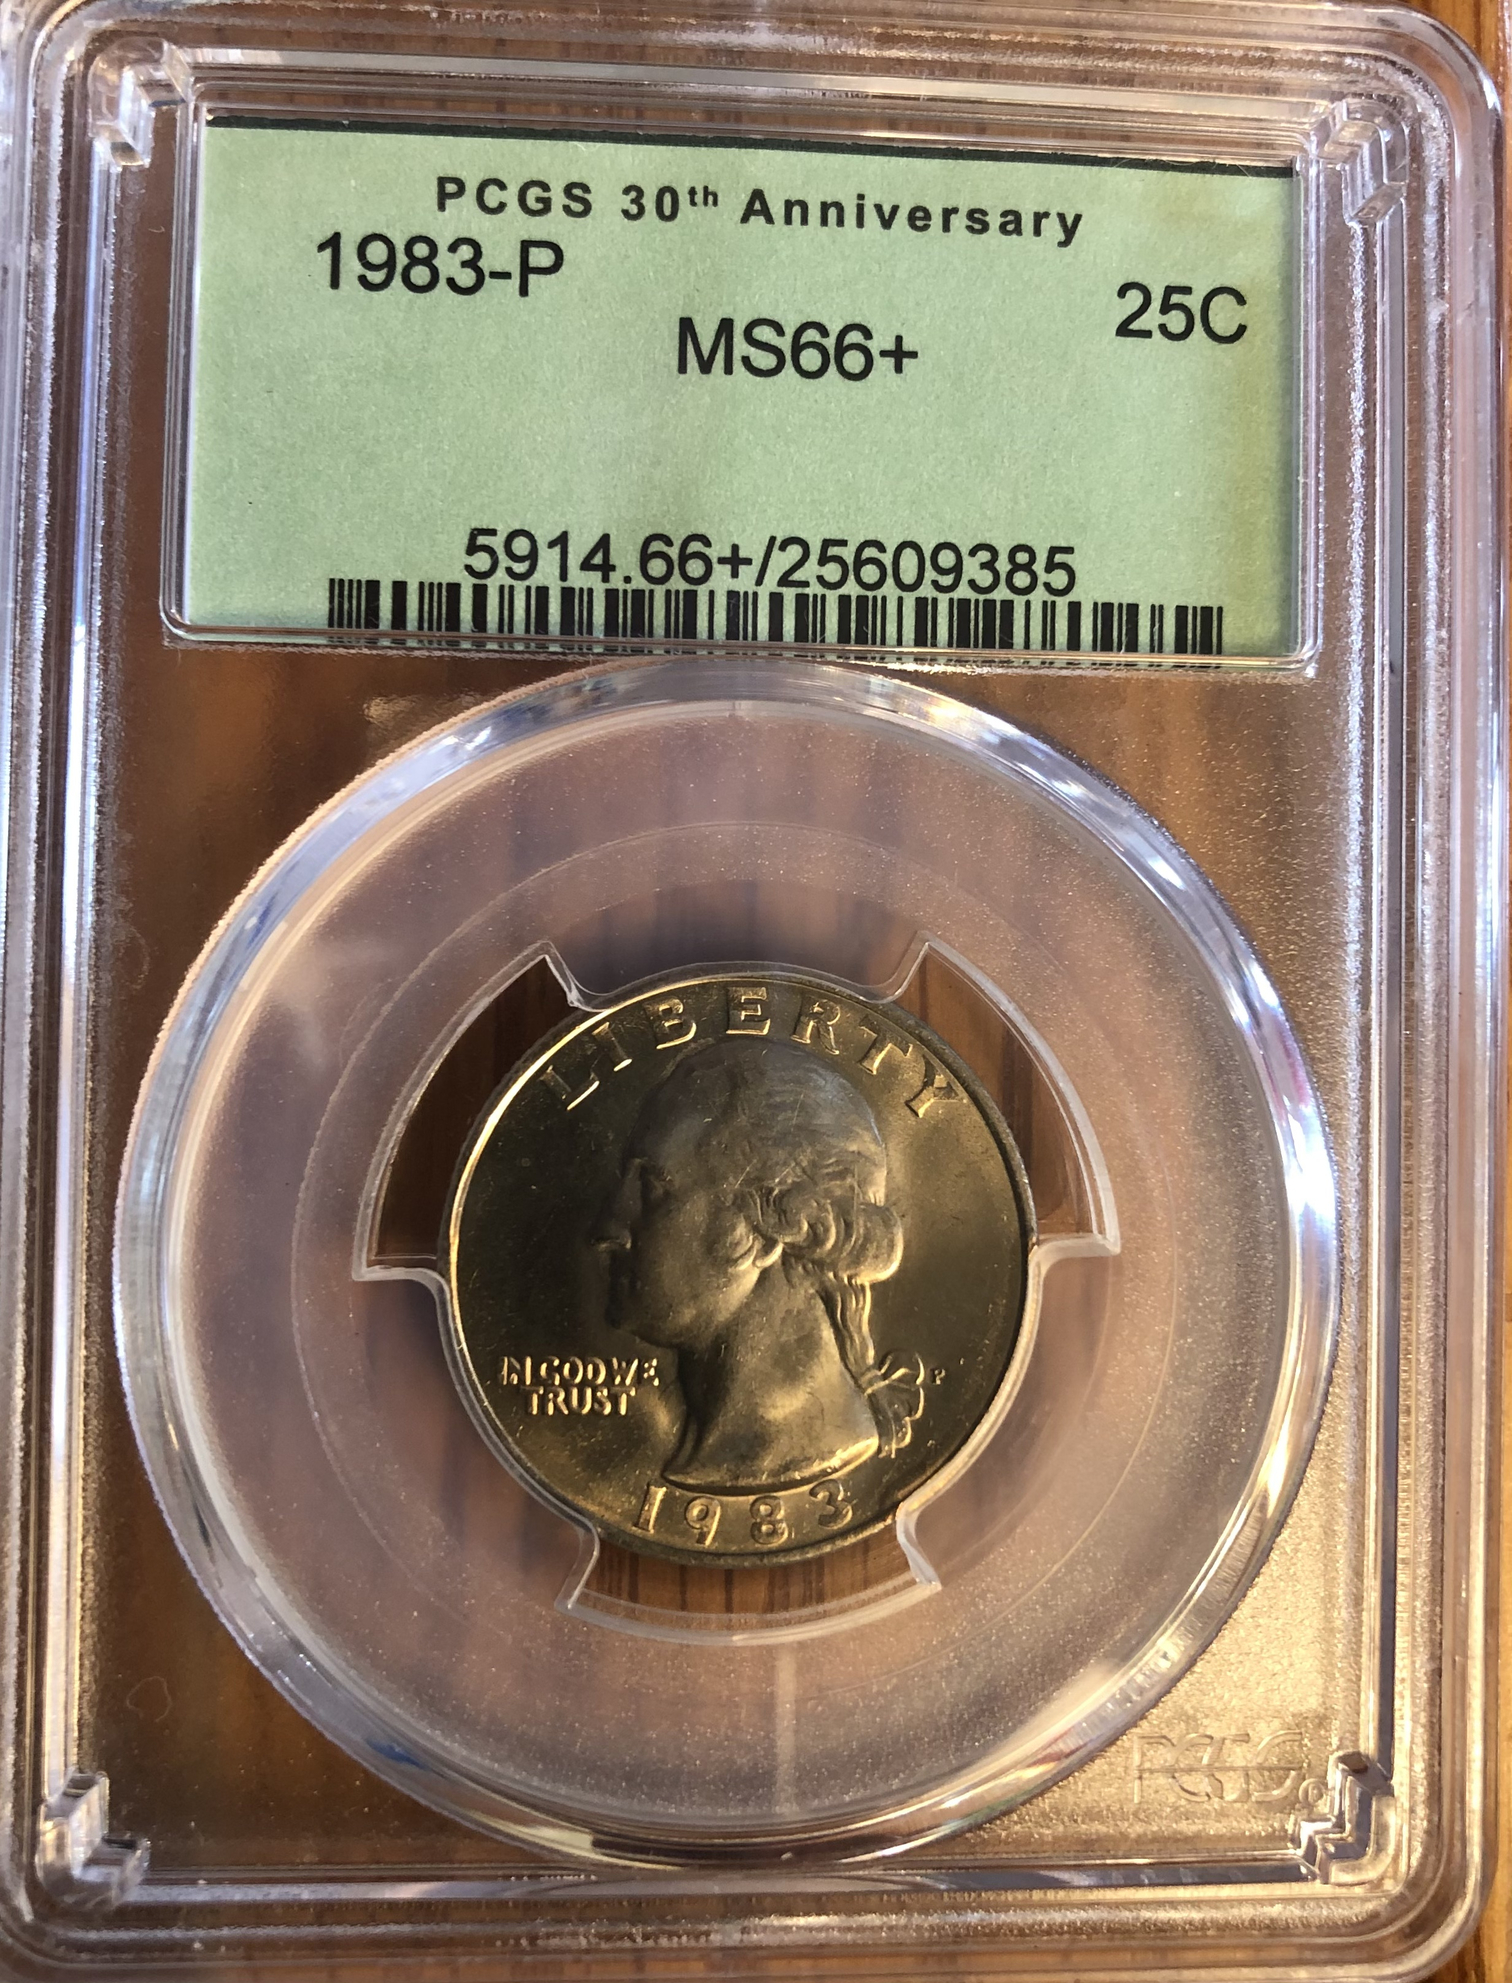 PCGS 30th Anniversary
1983-P
25C
MS66+
5914.66+/25609385
LIBERTY
IN GOD WE
TRUST
P
1983
PCGS